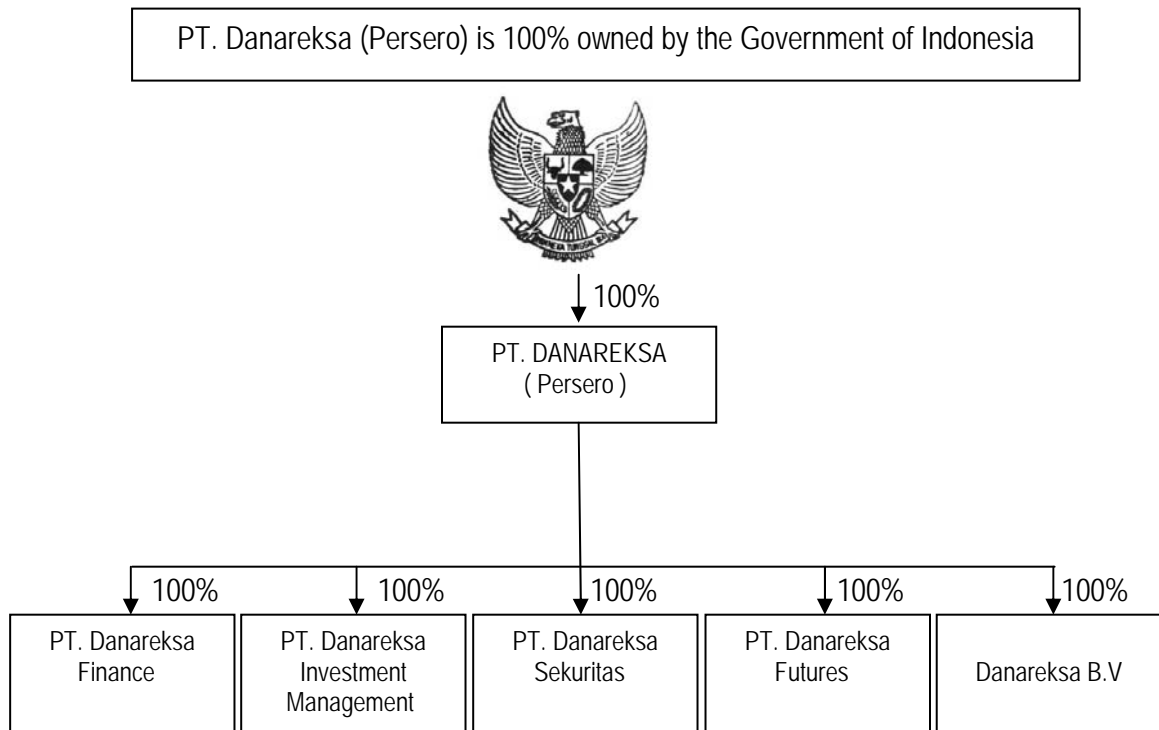 PT. Danareksa (Persero) is 100% owned by the Government of Indonesia
100%
PT. DANAREKSA
( Persero )
100%
100%
100%
100%
100%
PT. Danareksa
Finance
PT. Danareksa
Investment
Management
PT. Danareksa
Sekuritas
PT. Danareksa
Futures
Danareksa B.V